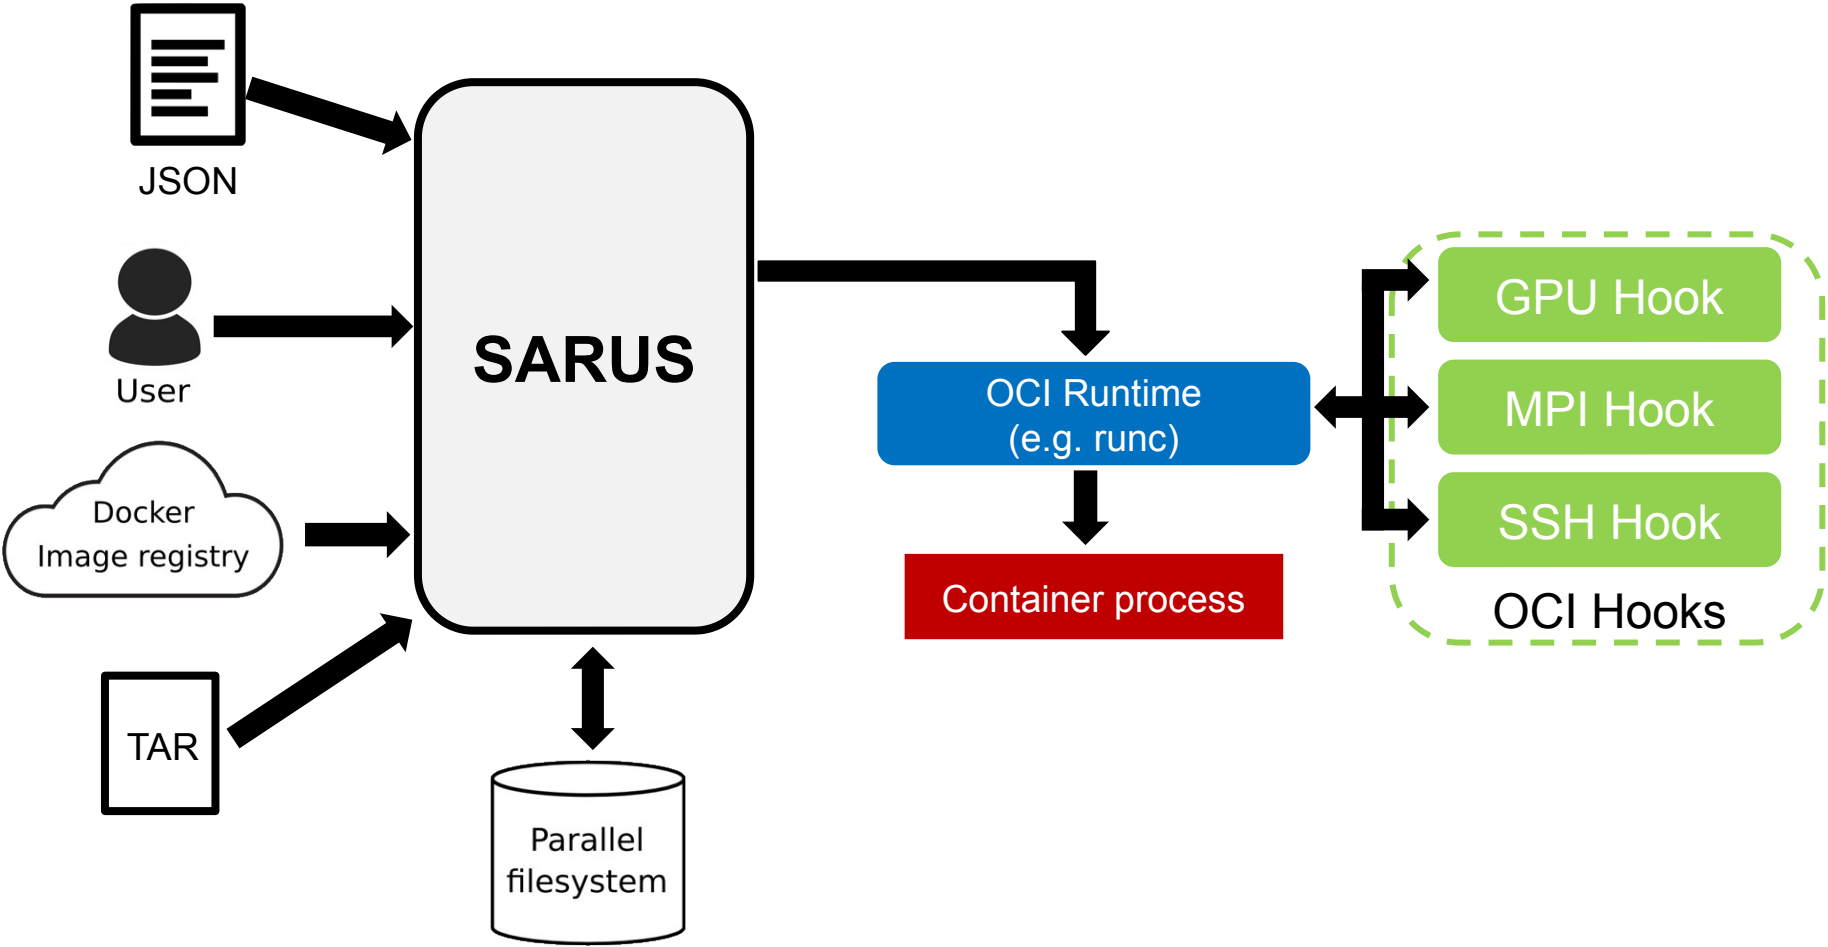 JSON
User
Docker
Image registry
TAR
SARUS
Parallel
filesystem
OCI Runtime
(e.g. runc)
Container process
GPU Hook
MPI Hook
SSH Hook
OCI Hooks